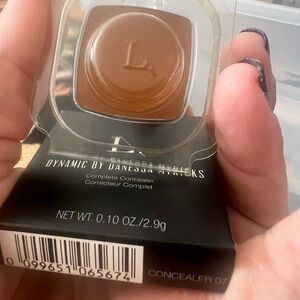 L
DYNAMIC BY DANESSA MYRICKS
Complete Concealer
Correcteur Complet
NET WT. 0.10 OZ./2.9g
0 099651 065674
CONCEALER 07